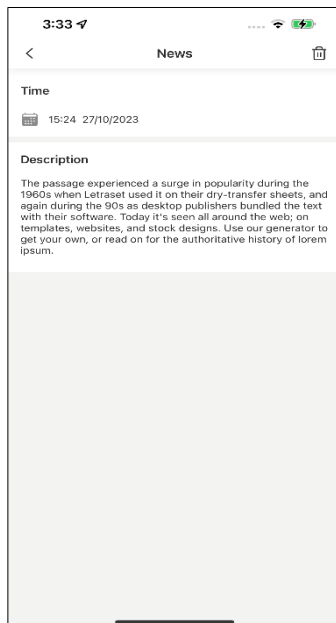 3:33
News
Time
15:24 27/10/2023
Description
The passage experienced a surge in popularity during the
1960s when Letraset used it on their dry-transfer sheets, and
again during the 90s as desktop publishers bundled the text
with their software. Today it's seen all around the web; on
templates, websites, and stock designs. Use our generator to
get your own, or read on for the authoritative history of lorem
ipsum.